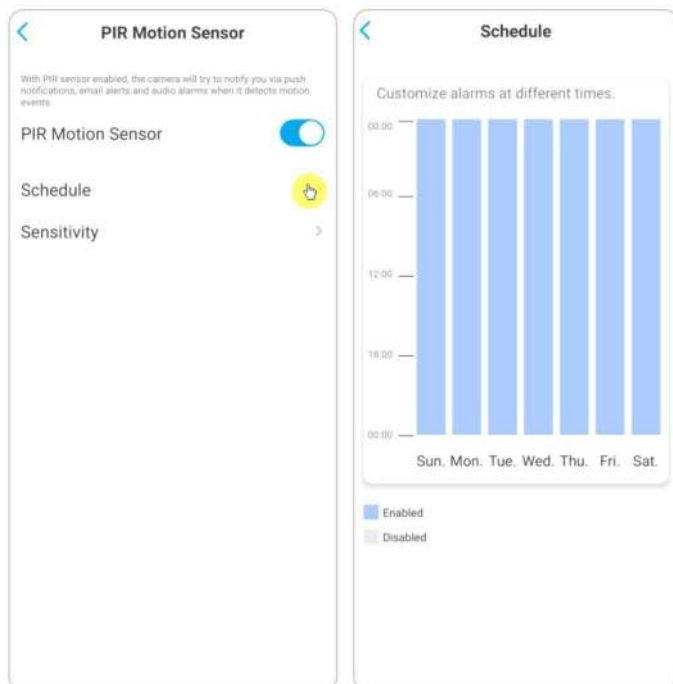 PIR Motion Sensor
With PIR sensor enabled, the camera will try to notify you via push
notifications, email alerts and audio alarms when it detects motion
events.
PIR Motion Sensor
Schedule
Sensitivity
Schedule
Customize alarms at different times.
00:00
06:00
12:00
18:00
00:00
Sun. Mon. Tue. Wed. Thu. Fri. Sat.
Enabled
Disabled